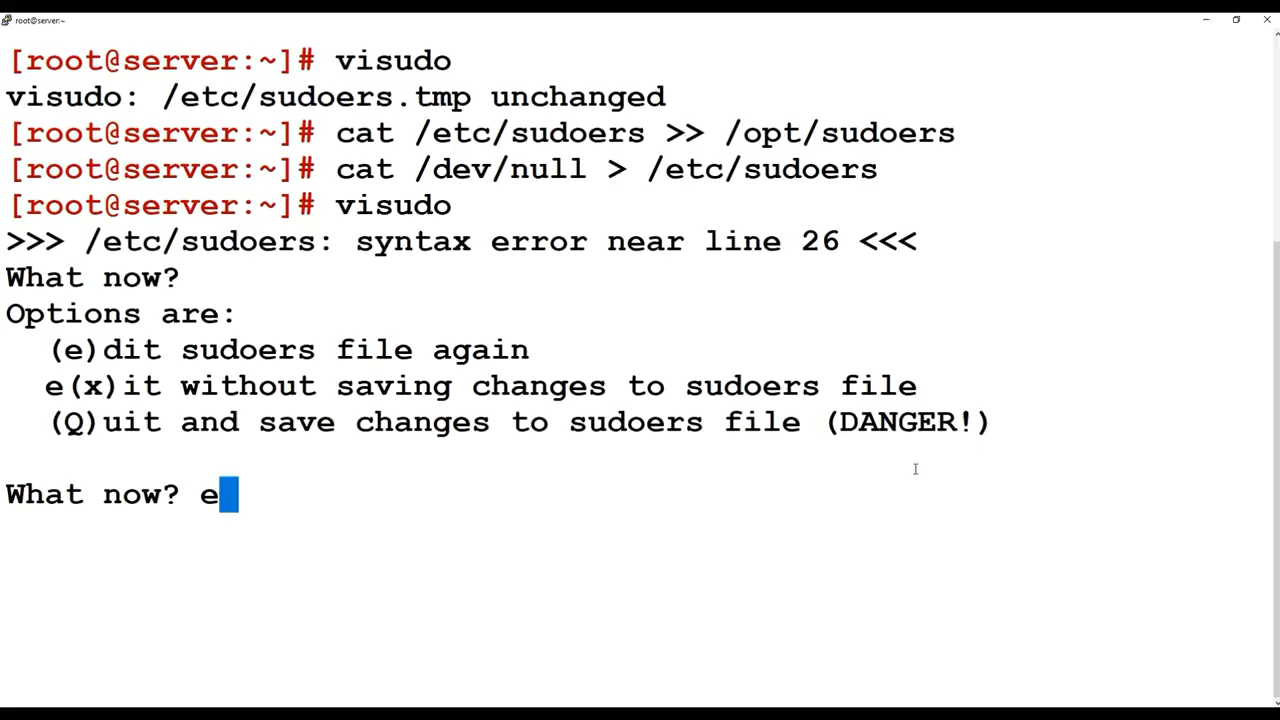 root@server:~
[root@server:~]# visudo
visudo: /etc/sudoers.tmp unchanged
[root@server:~]# cat /etc/sudoers >> /opt/sudoers
[root@server:~]# cat /dev/null > /etc/sudoers
[root@server:~]# visudo
>>> /etc/sudoers: syntax error near line 26 <<<
What now?
Options are:
  (e)dit sudoers file again
  e(x)it without saving changes to sudoers file
  (Q)uit and save changes to sudoers file (DANGER!)
What now? e